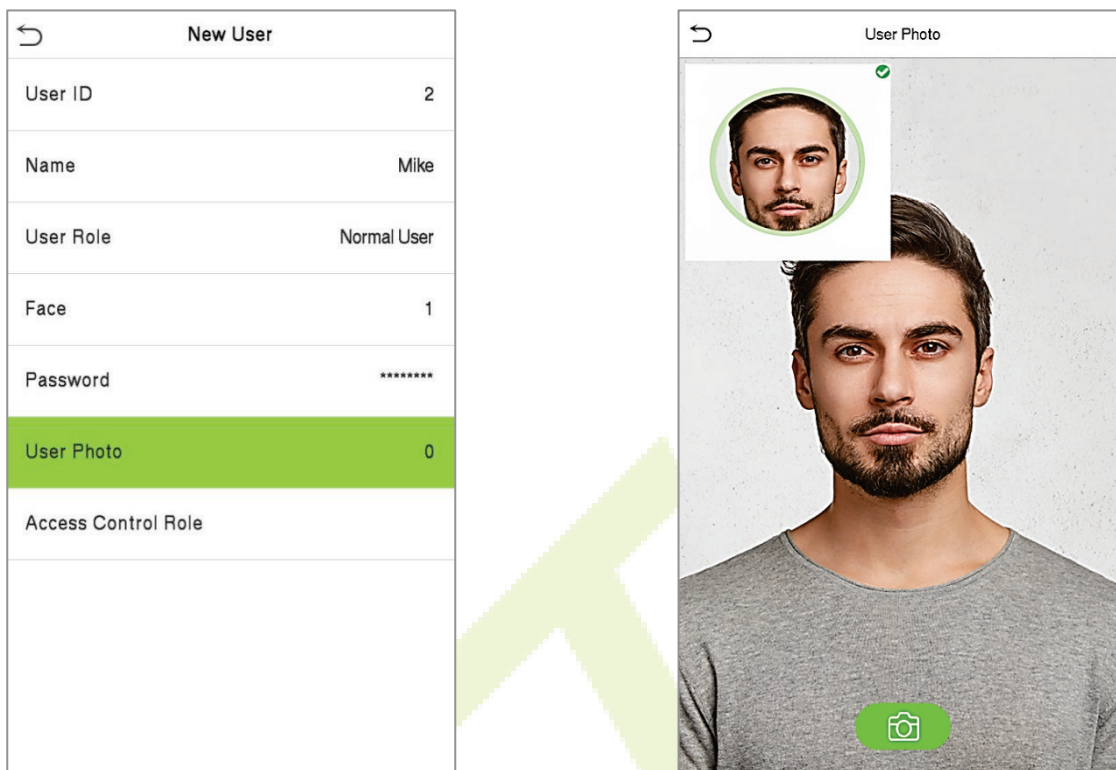 New User
User ID 2
Name Mike
User Role Normal User
Face 1
Password ********
User Photo 0
Access Control Role
User Photo